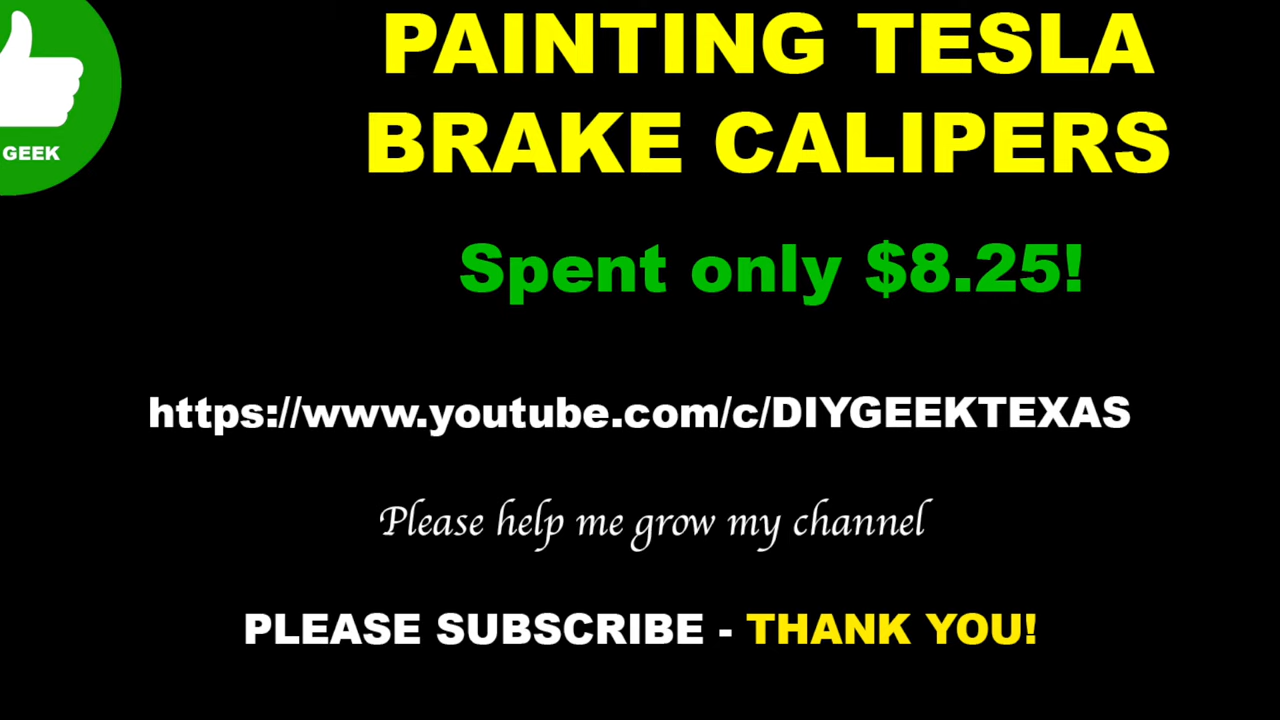 PAINTING TESLA
BRAKE CALIPERS
GEEK
Spent only $8.25!
https://www.youtube.com/c/DIYGEEKTEXAS
Please help me grow my channel
PLEASE SUBSCRIBE - THANK YOU!